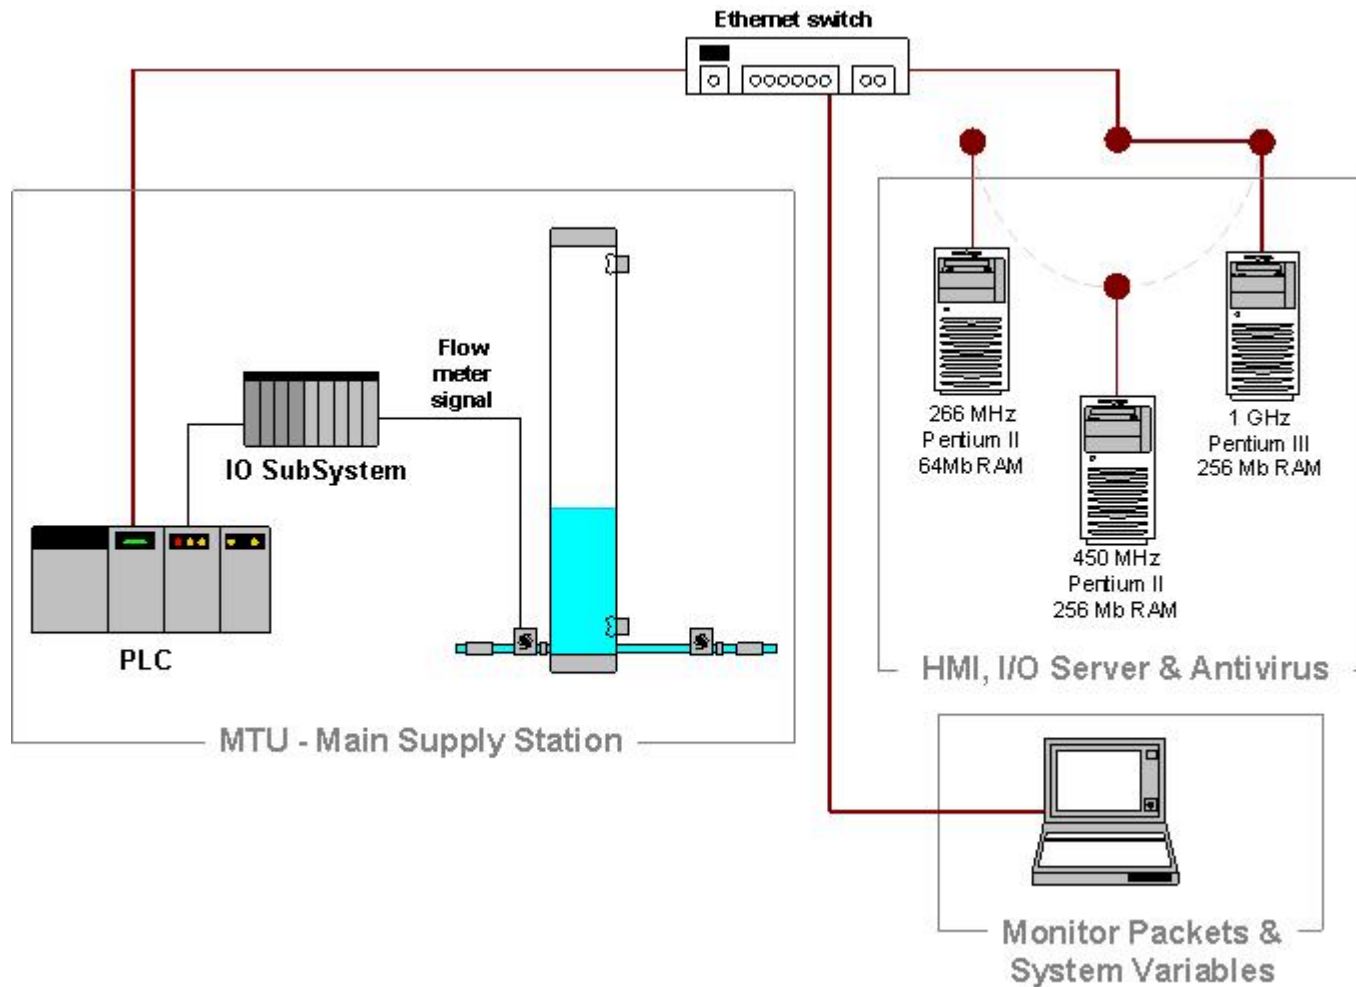 Ethernet switch
Flow
meter
signal
IO SubSystem
PLC
MTU - Main Supply Station
266 MHz
Pentium II
64Mb RAM
1 GHz
Pentium III
256 Mb RAM
450 MHz
Pentium II
256 Mb RAM
HMI, I/O Server & Antivirus
Monitor Packets &
System Variables